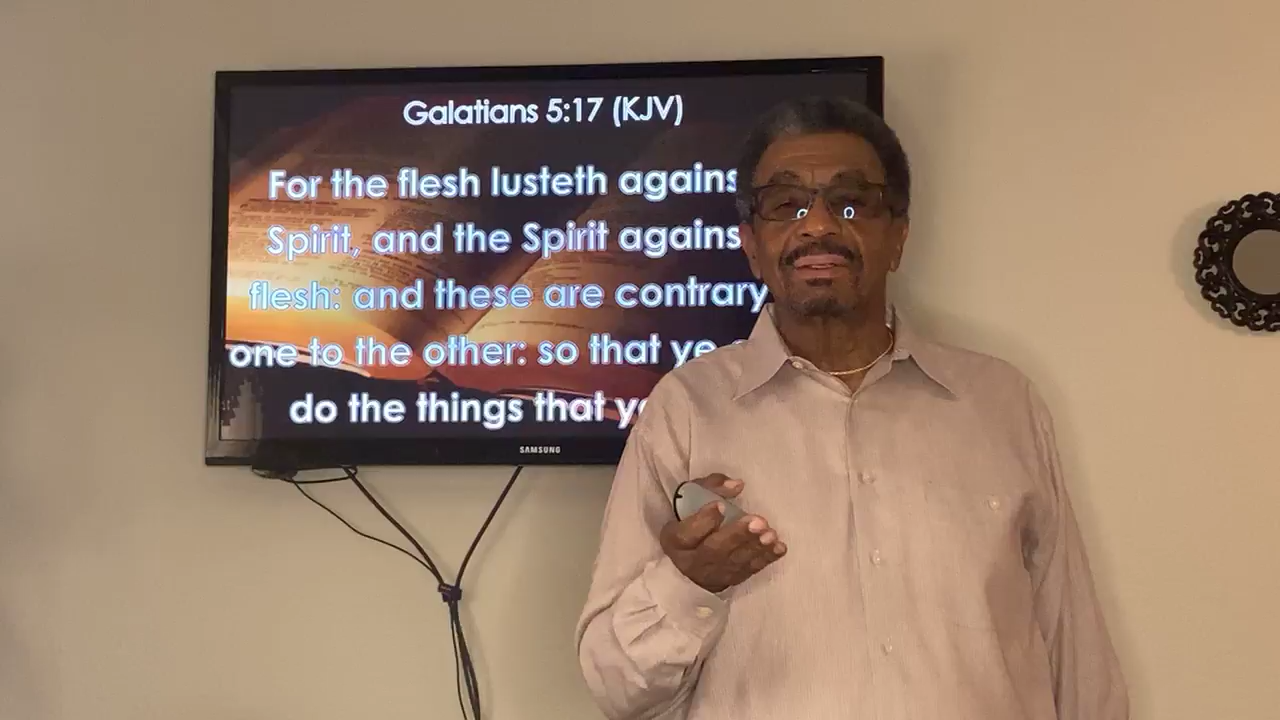 Galatians 5:17 (KJV)
For the flesh lusteth agains
Spirit, and the Spirit agains
flesh: and these are contrary
one to the other: so that ye
do the things that
SAMSUNG